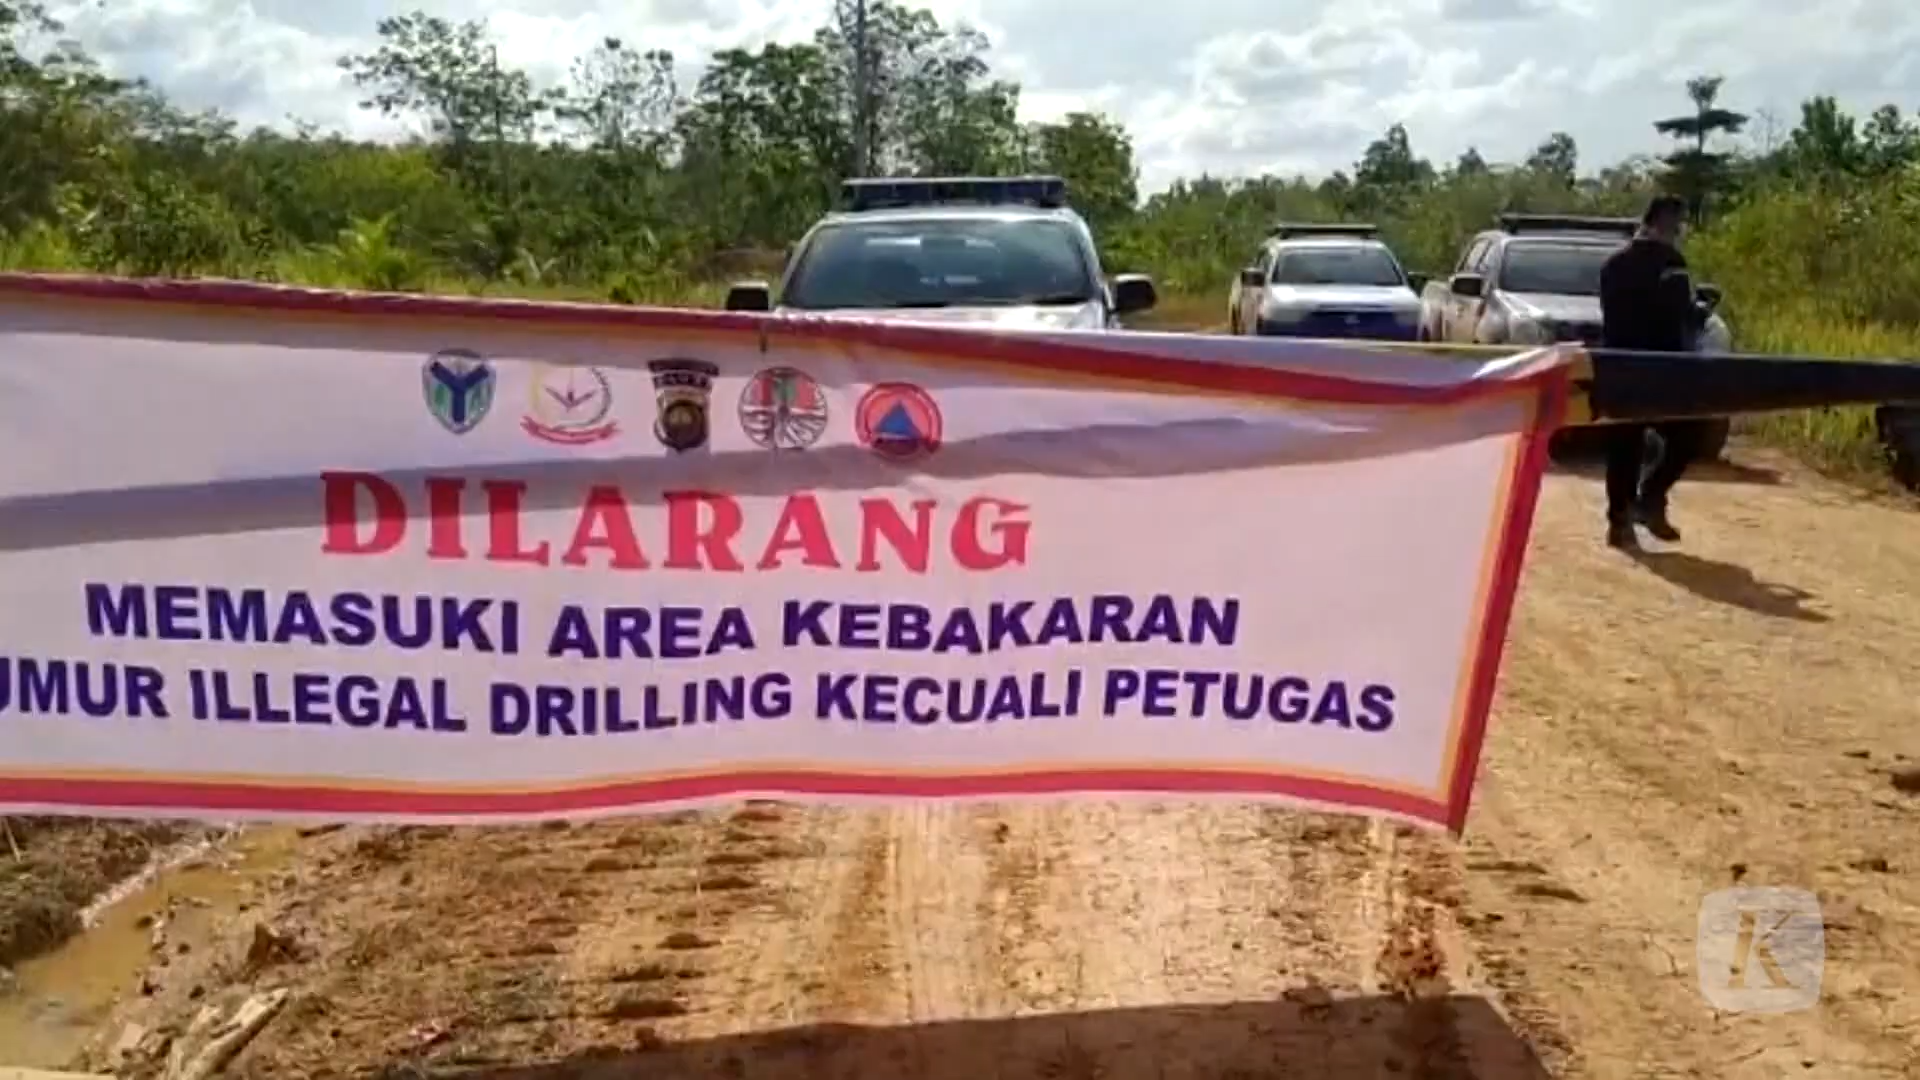 DILARANG
MEMASUKI AREA KEBAKARAN
UMUR ILLEGAL DRILLING KECUALI PETUGAS
K